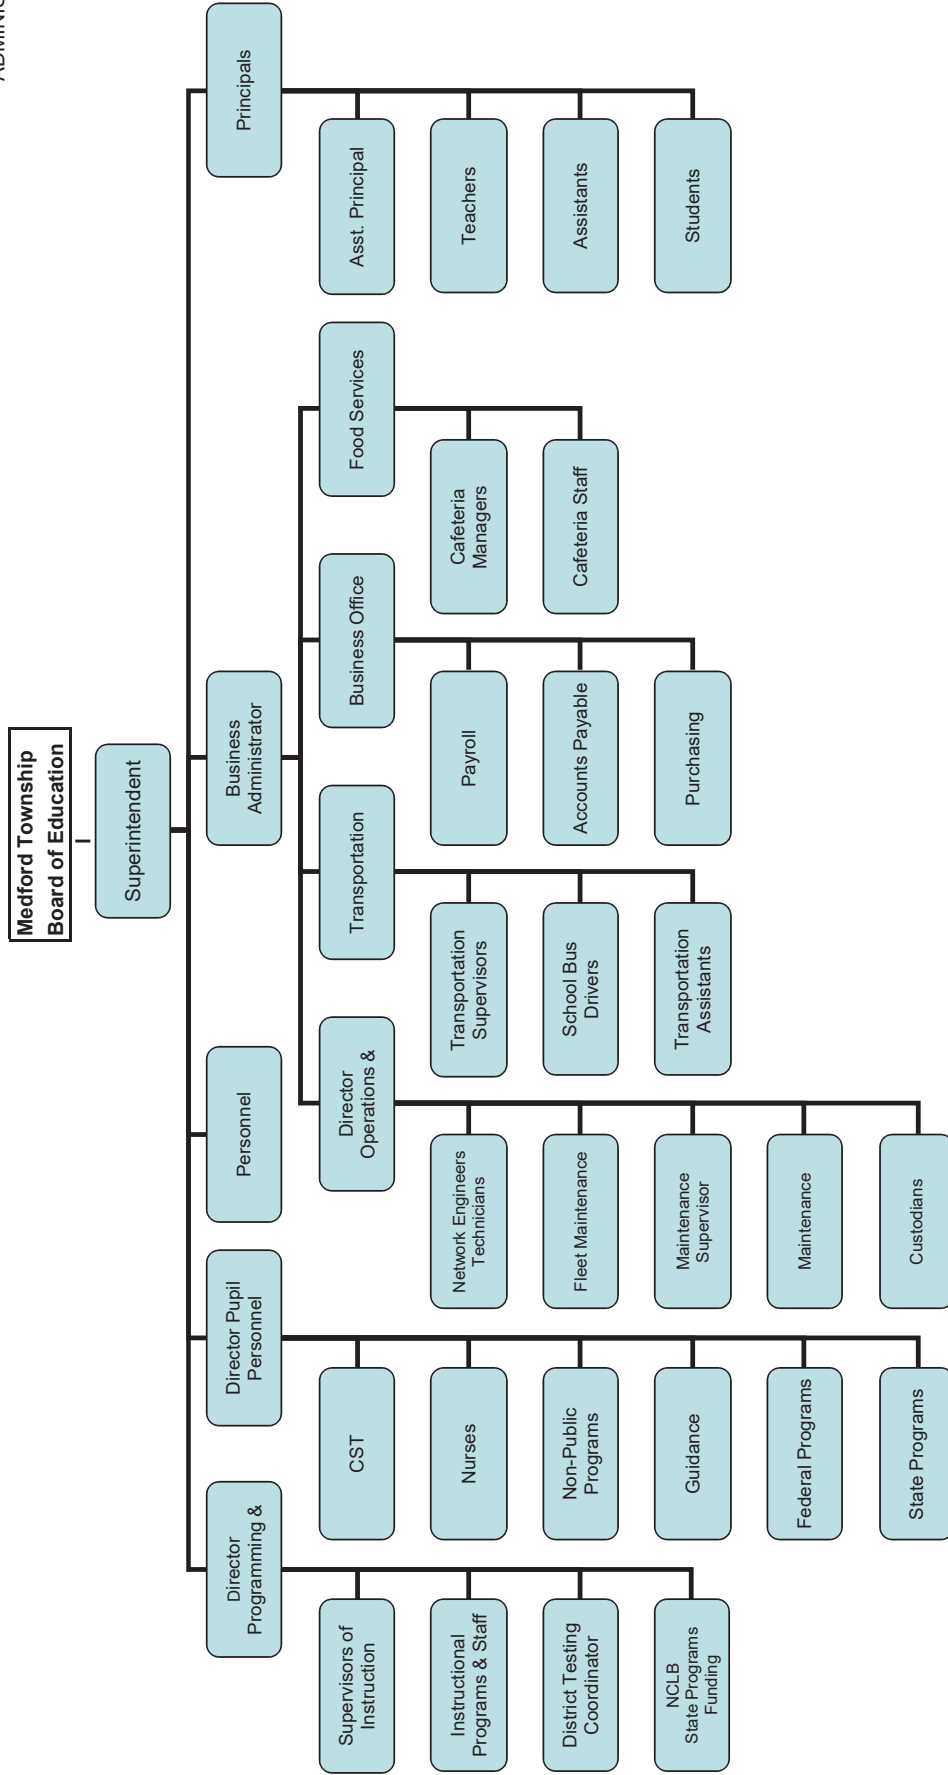 Medford Township
Board of Education
Superintendent
Director
Programming &
Director Pupil
Personnel
Personnel
Business
Administrator
Principals
Supervisors of
Instruction
Instructional
Programs & Staff
District Testing
Coordinator
NCLB
State Programs
Funding
CST
Nurses
Non-Public
Programs
Guidance
Federal Programs
State Programs
Director
Operations &
Transportation
Business Office
Food Services
Network Engineers
Technicians
Fleet Maintenance
Maintenance
Supervisor
Maintenance
Custodians
Transportation
Supervisors
School Bus
Drivers
Transportation
Assistants
Payroll
Accounts Payable
Purchasing
Cafeteria
Managers
Cafeteria Staff
Asst. Principal
Teachers
Assistants
Students